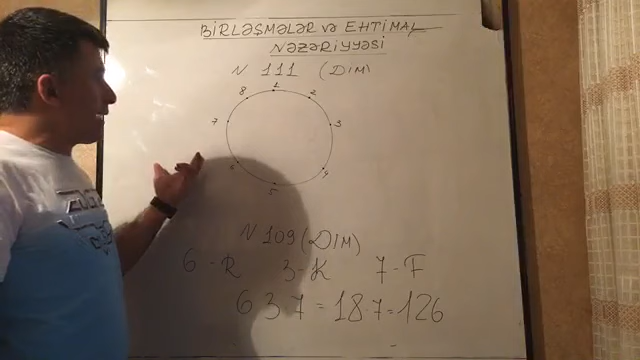 BİRLƏŞMƏLƏR VƏ EHTİMAL
NƏZƏRİYYƏSİ
N 111 (DİM)
8 1 2
7 3
6 5 4
N 109 (DİM)
6-R 3-K 7-F
6 3 7 = 18·7 = 126